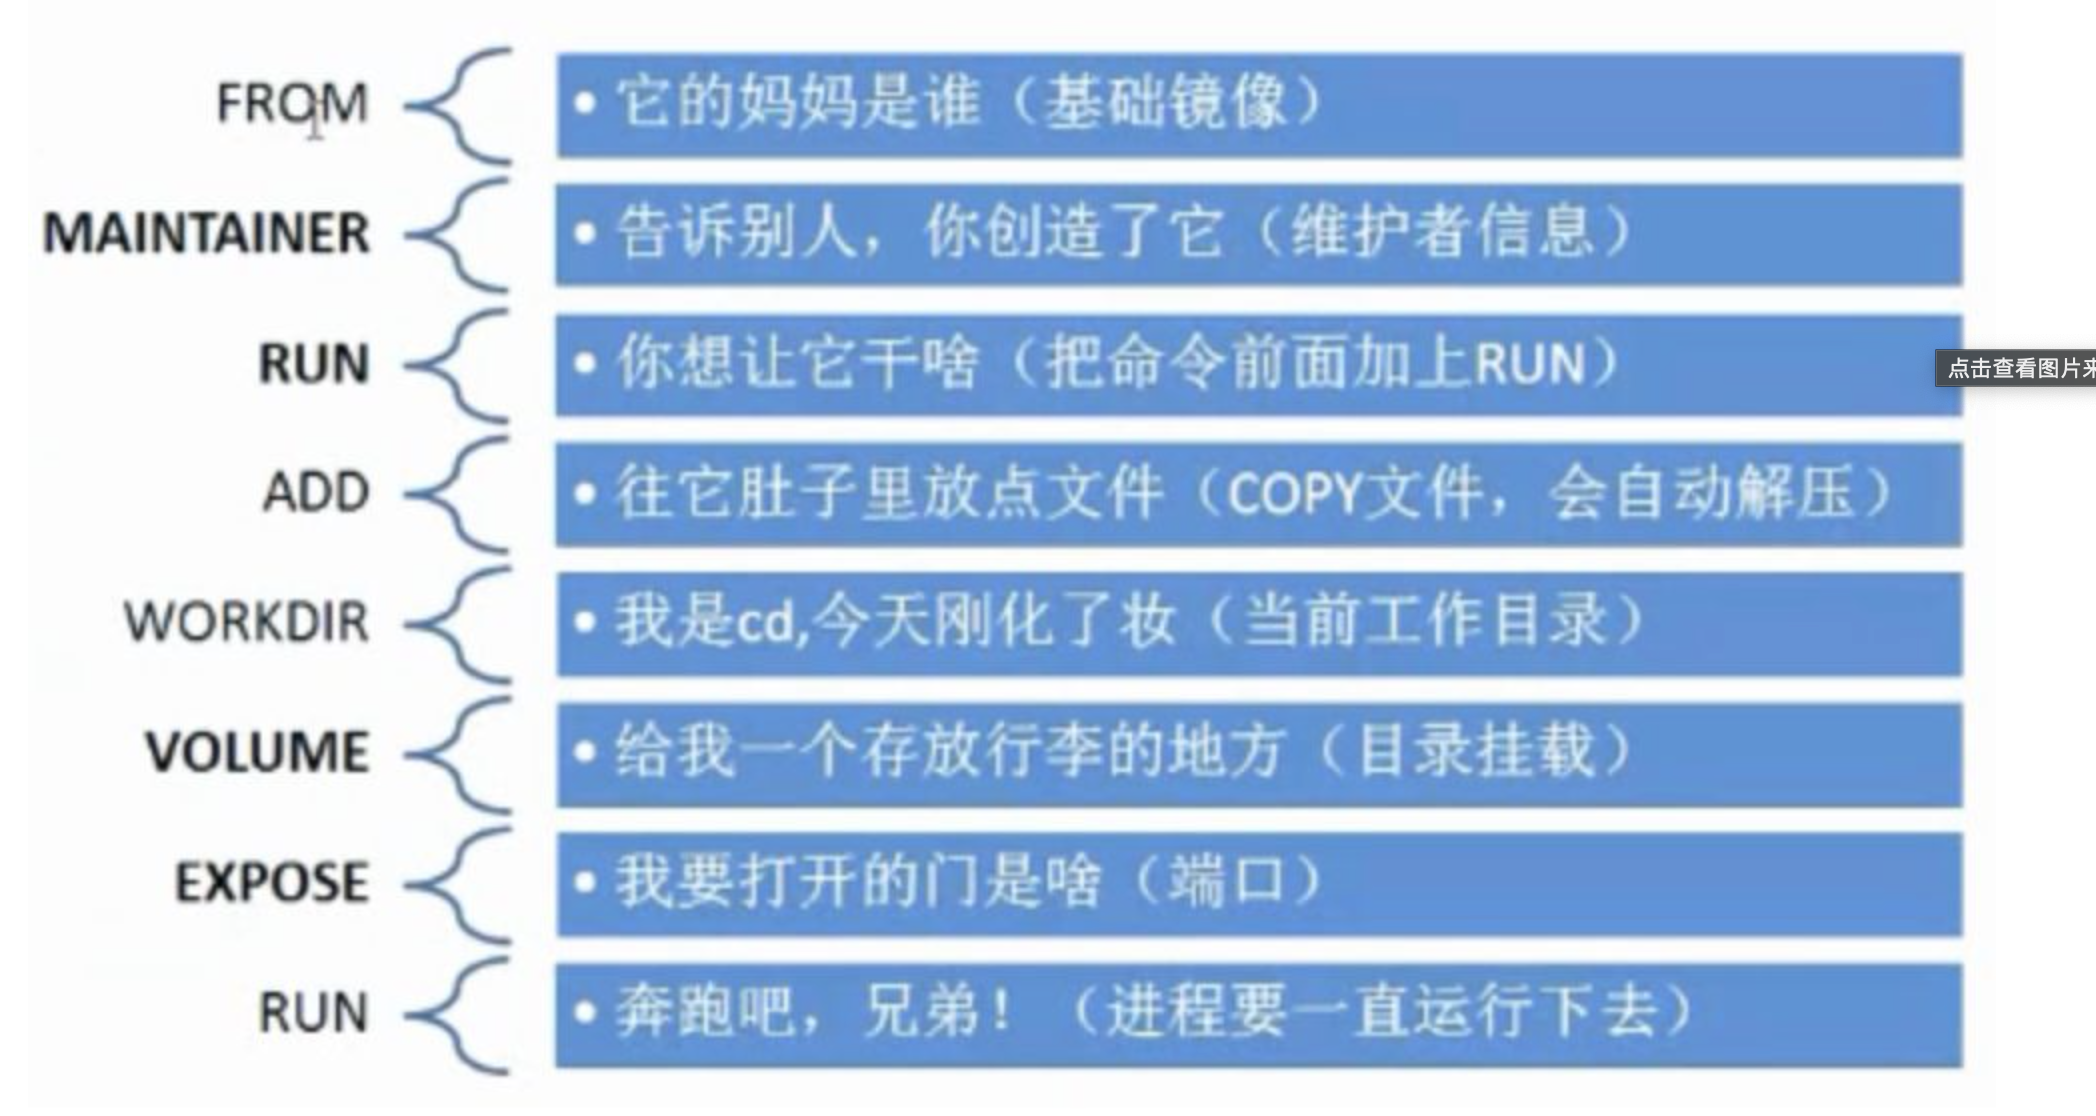 FROM
• 它的妈妈是谁（基础镜像）
MAINTAINER
• 告诉别人，你创造了它（维护者信息）
RUN
• 你想让它干啥（把命令前面加上RUN）
点击查看图片来
ADD
• 往它肚子里放点文件（COPY文件，会自动解压）
WORKDIR
• 我是cd,今天刚化了妆（当前工作目录）
VOLUME
• 给我一个存放行李的地方（目录挂载）
EXPOSE
• 我要打开的门是啥（端口）
RUN
• 奔跑吧，兄弟！（进程要一直运行下去）